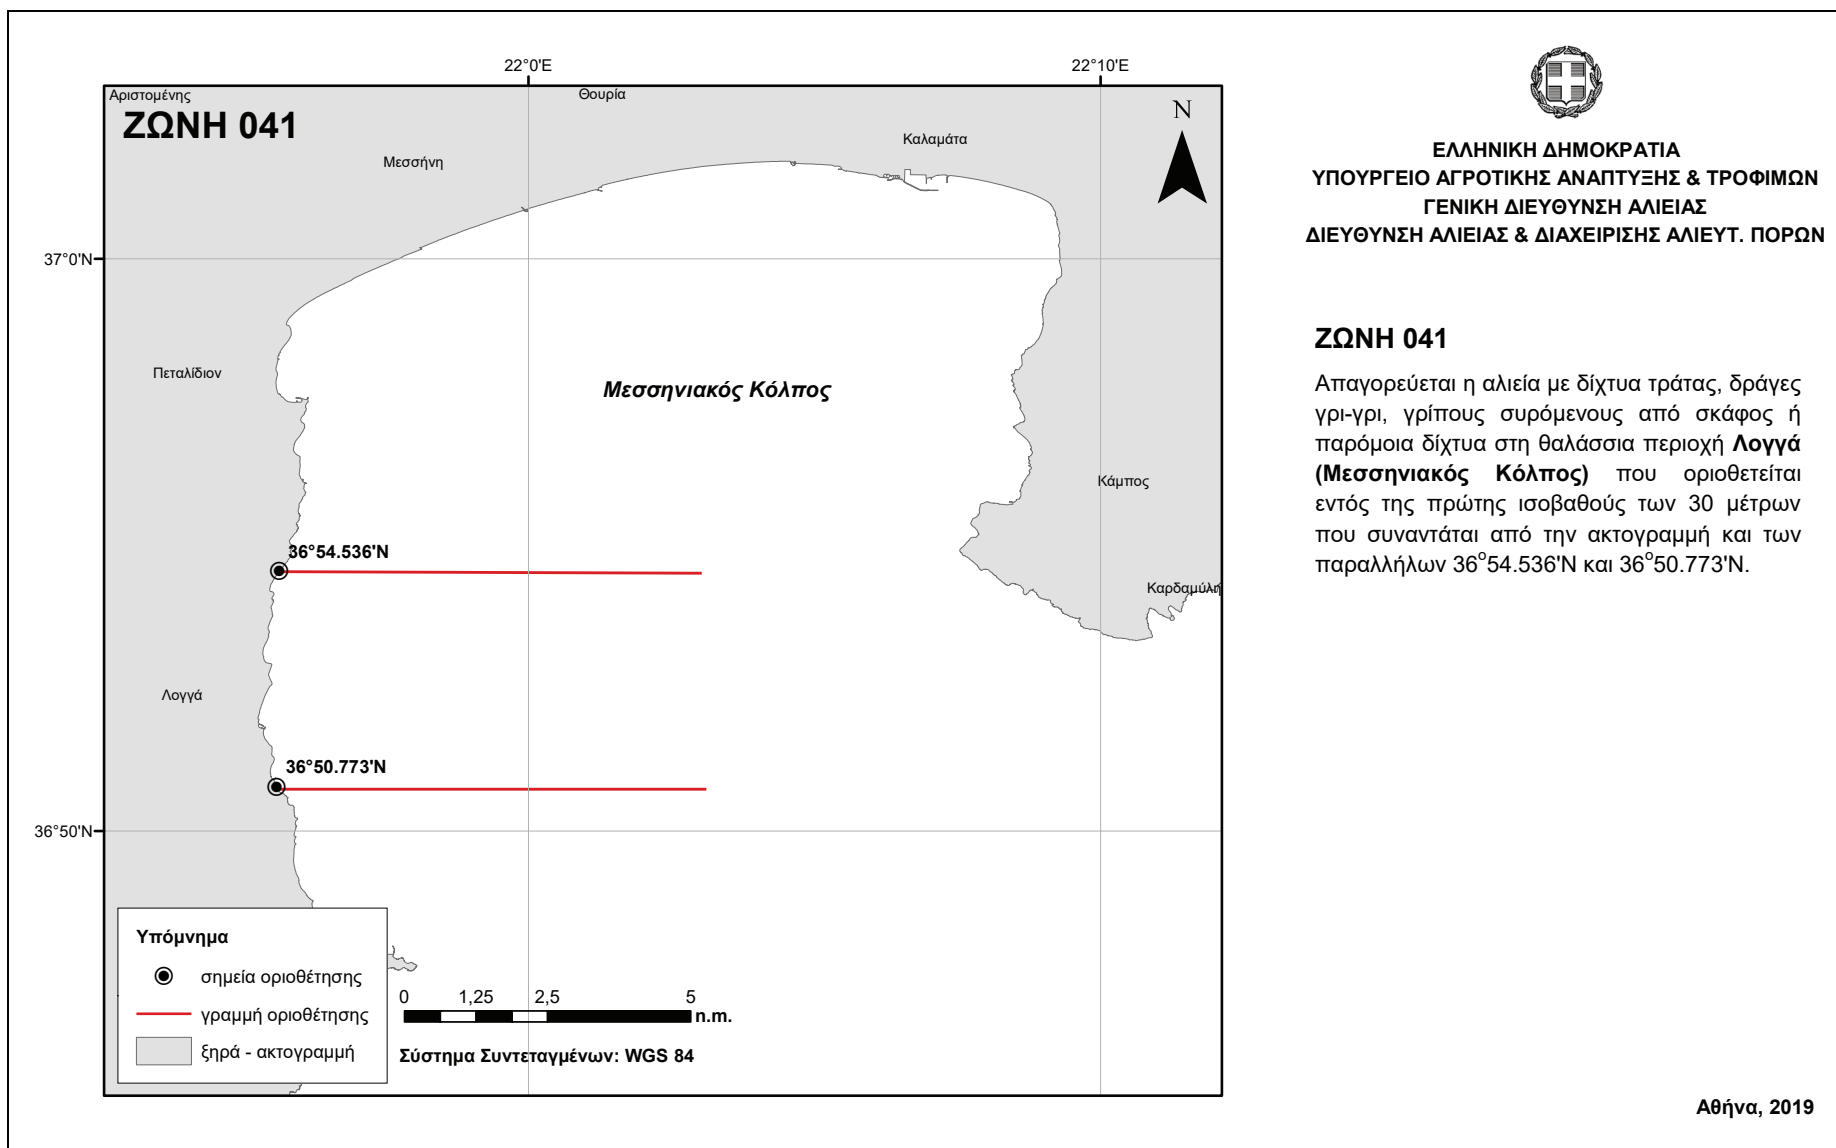 22°0'E
22°10'E
Αριστομένης
Θουρία
ΖΩΝΗ 041
N
Καλαμάτα
Μεσσήνη
37°0'N
Πεταλίδιον
Μεσσηνιακός Κόλπος
Κάμπος
36°54.536'N
Καρδαμύλη
Λογγά
36°50.773'N
36°50'N
Υπόμνημα
σημεία οριοθέτησης
γραμμή οριοθέτησης
ξηρά - ακτογραμμή
0 1,25 2,5 5
n.m.
Σύστημα Συντεταγμένων: WGS 84
ΕΛΛΗΝΙΚΗ ΔΗΜΟΚΡΑΤΙΑ
ΥΠΟΥΡΓΕΙΟ ΑΓΡΟΤΙΚΗΣ ΑΝΑΠΤΥΞΗΣ & ΤΡΟΦΙΜΩΝ
ΓΕΝΙΚΗ ΔΙΕΥΘΥΝΣΗ ΑΛΙΕΙΑΣ
ΔΙΕΥΘΥΝΣΗ ΑΛΙΕΙΑΣ & ΔΙΑΧΕΙΡΙΣΗΣ ΑΛΙΕΥΤ. ΠΟΡΩΝ
ΖΩΝΗ 041
Απαγορεύεται η αλιεία με δίχτυα τράτας, δράγες
γρι-γρι, γρίπους συρόμενους από σκάφος ή
παρόμοια δίχτυα στη θαλάσσια περιοχή Λογγά
(Μεσσηνιακός Κόλπος) που οριοθετείται
εντός της πρώτης ισοβαθούς των 30 μέτρων
που συναντάται από την ακτογραμμή και των
παραλλήλων 36°54.536'N και 36°50.773'N.
Αθήνα, 2019